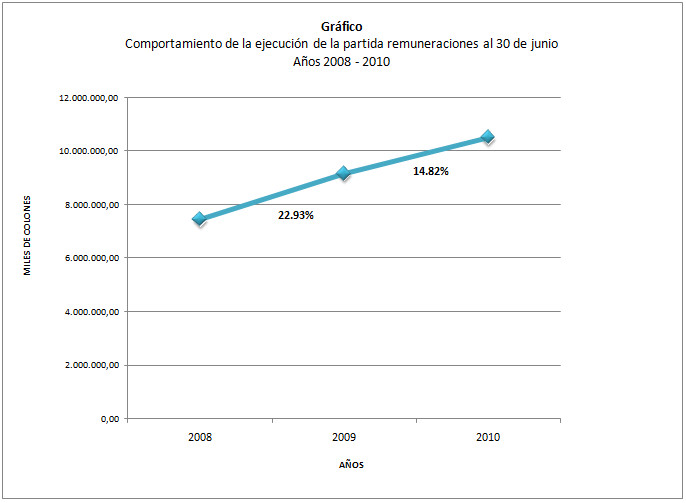 Gráfico
Comportamiento de la ejecución de la partida remuneraciones al 30 de junio
Años 2008 - 2010
12.000.000,00
10.000.000,00
8.000.000,00
6.000.000,00
4.000.000,00
2.000.000,00
0,00
MILES DE COLONES
22.93%
14.82%
2008
2009
2010
AÑOS